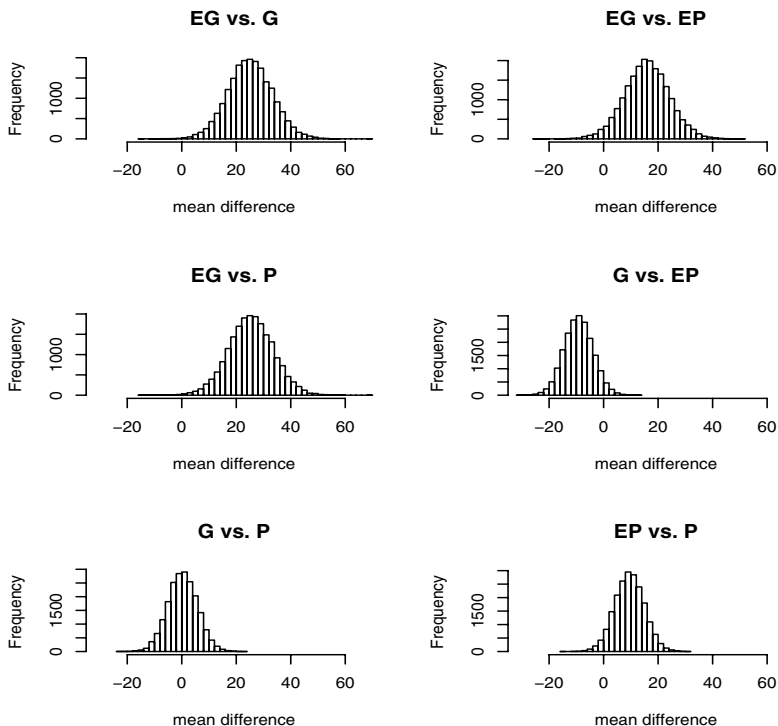 EG vs. G
Frequency
0 1000
−20 0 20 40 60
mean difference
EG vs. EP
Frequency
0 1000
−20 0 20 40 60
mean difference
EG vs. P
Frequency
0 1000
−20 0 20 40 60
mean difference
G vs. EP
Frequency
0 1500
−20 0 20 40 60
mean difference
G vs. P
Frequency
0 1500
−20 0 20 40 60
mean difference
EP vs. P
Frequency
0 1500
−20 0 20 40 60
mean difference